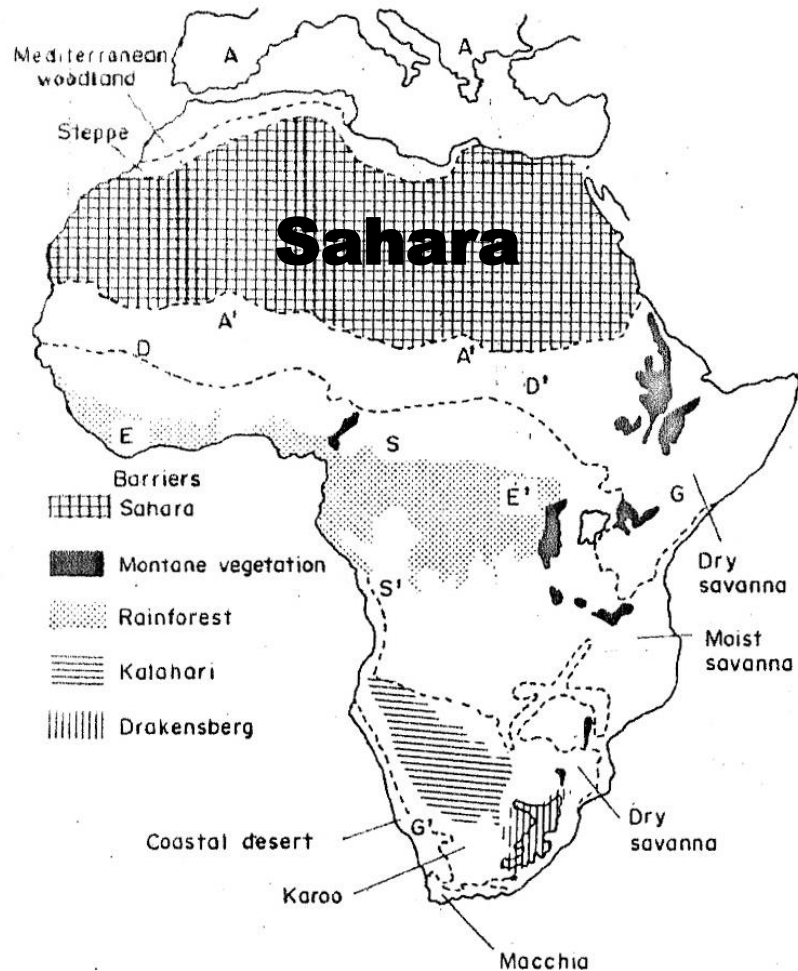 A
A
Mediterranean
woodland
Steppe
Sahara
A'
A'
D
D'
E
S
Barriers
Sahara
E'
G
Montane vegetation
Dry
savanna
S'
Rainforest
Moist
savanna
Kalahari
Drakensberg
G'
Coastal desert
Dry
savanna
Karoo
Macchia